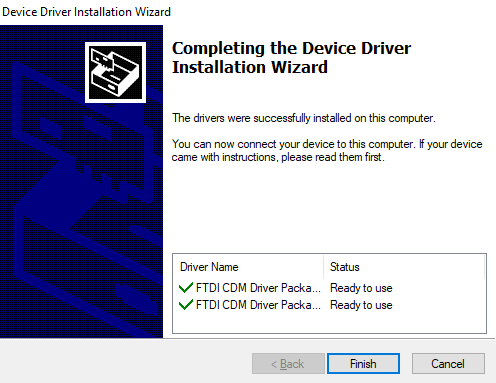 Device Driver Installation Wizard
Completing the Device Driver
Installation Wizard
The drivers were successfully installed on this computer.
You can now connect your device to this computer. If your device
came with instructions, please read them first.
Driver Name Status
FTDI CDM Driver Packa... Ready to use
FTDI CDM Driver Packa... Ready to use
< Back Finish Cancel